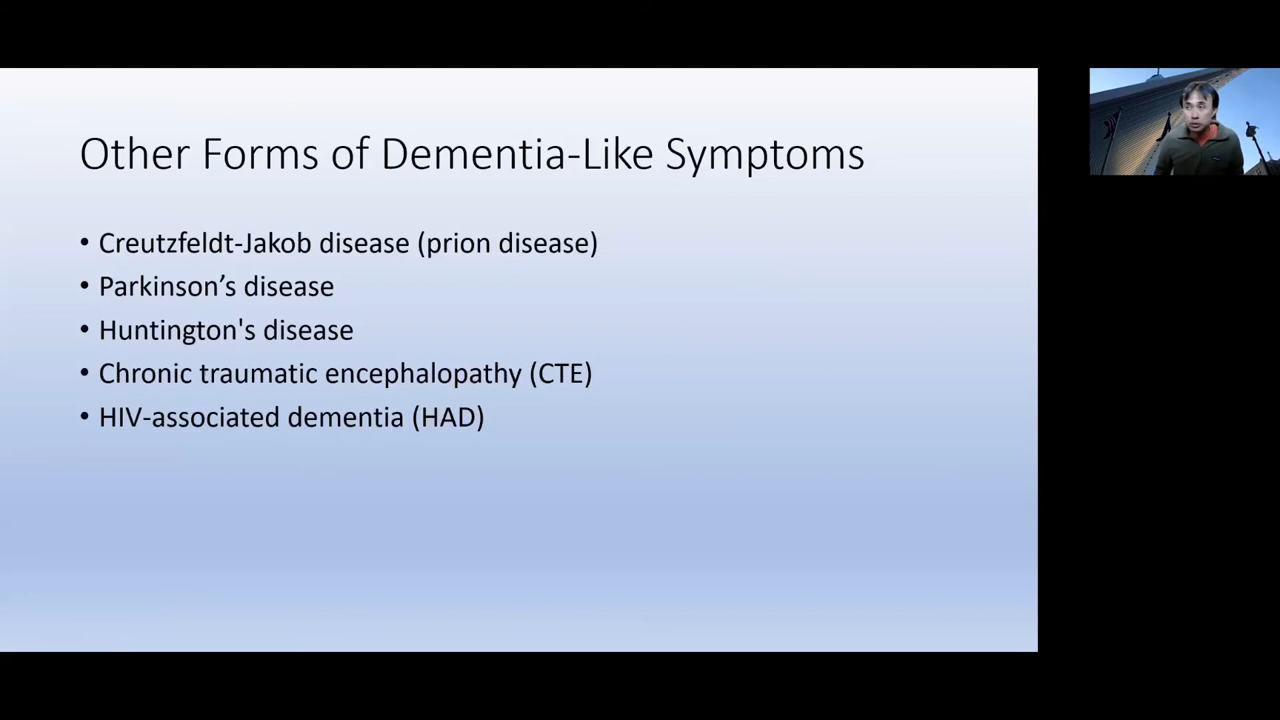 Other Forms of Dementia-Like Symptoms
• Creutzfeldt-Jakob disease (prion disease)
• Parkinson’s disease
• Huntington's disease
• Chronic traumatic encephalopathy (CTE)
• HIV-associated dementia (HAD)